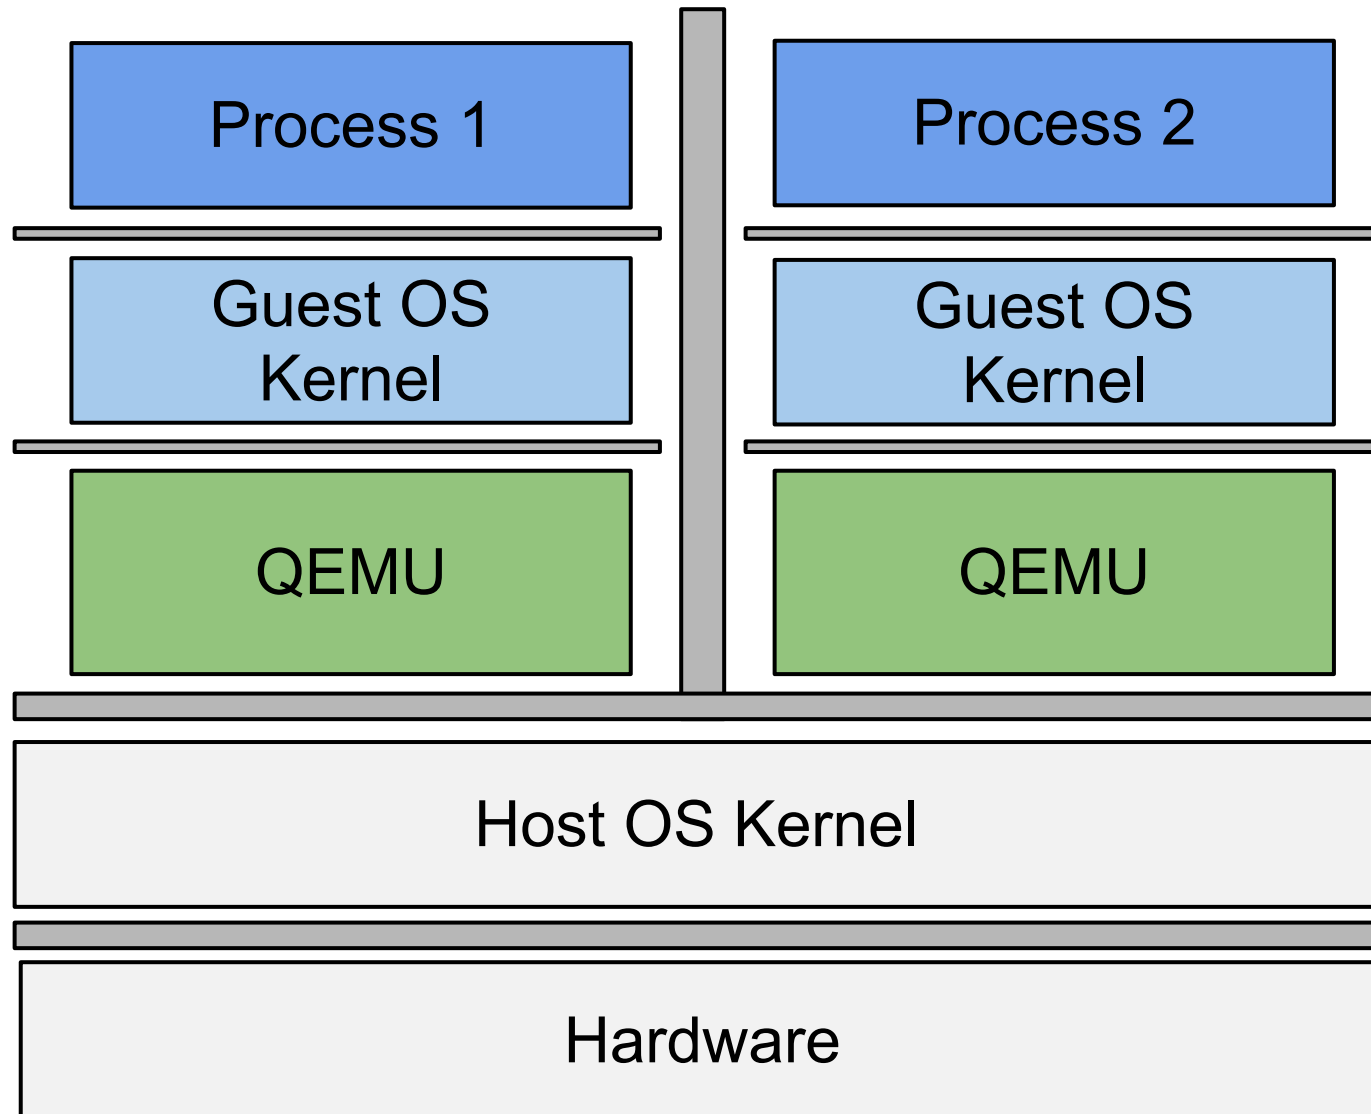 Process 1
Process 2
Guest OS
Kernel
Guest OS
Kernel
QEMU
QEMU
Host OS Kernel
Hardware